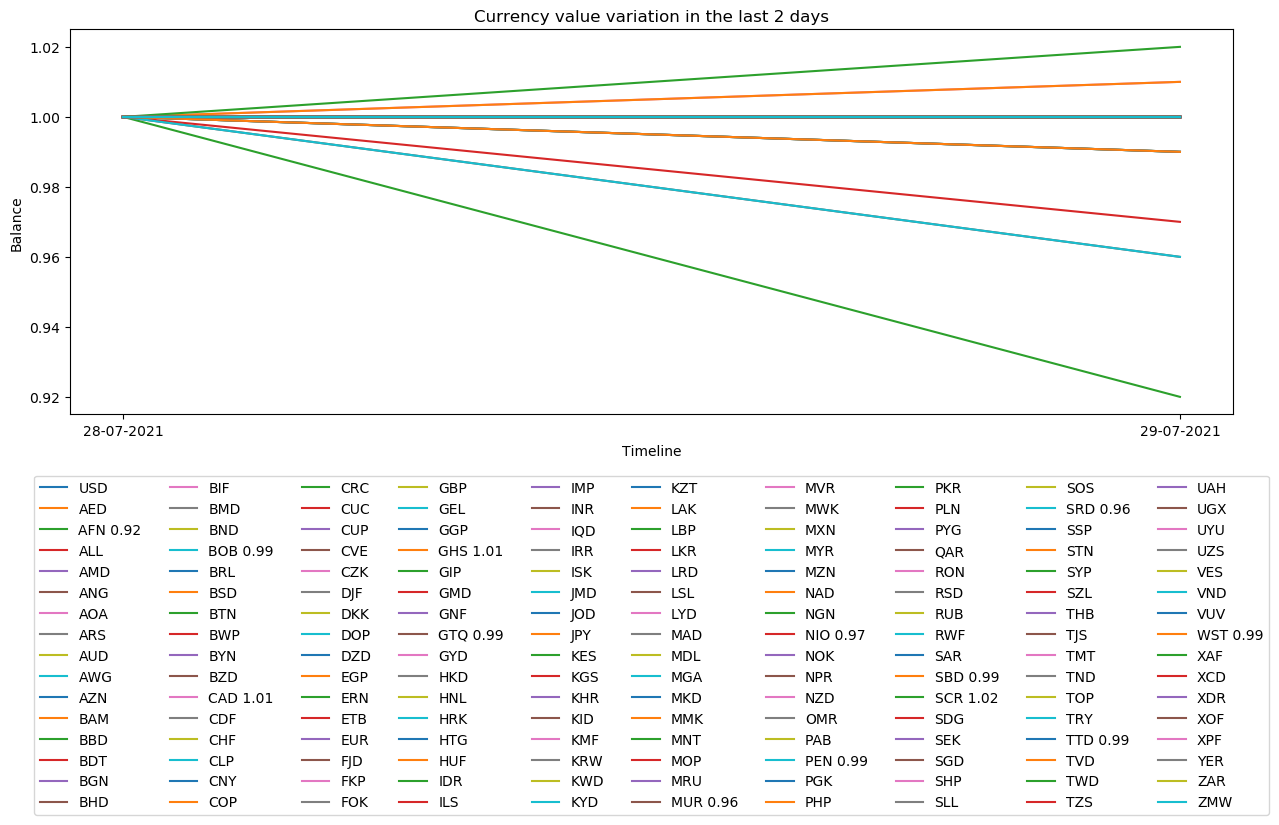 Currency value variation in the last 2 days
1.02
1.00
0.98
0.96
0.94
0.92
Balance
28-07-2021 29-07-2021
Timeline
USD BIF CRC GBP IMP KZT MVR PKR SOS UAH
AED BMD CUC GEL INR LAK MWK PLN SRD 0.96 UGX
AFN 0.92 BND CUP GGP IQD LBP MXN PYG SSP UYU
ALL BOB 0.99 CVE GHS 1.01 IRR LKR MYR QAR STN UZS
AMD BRL CZK GIP ISK LRD MZN RON SYP VES
ANG BSD DJF GMD JMD LSL NAD RSD SZL VND
AOA BTN DKK GNF JOD LYD NGN RUB THB VUV
ARS BWP DOP GTQ 0.99 JPY MAD NIO 0.97 RWF TJS WST 0.99
AUD BYN DZD GYD KES MDL NOK SAR TMT XAF
AWG BZD EGP HKD KGS MGA NPR SBD 0.99 TND XCD
AZN CAD 1.01 ERN HNL KHR MKD NZD SCR 1.02 TOP XDR
BAM CDF ETB HRK KID MMK OMR SDG TRY XOF
BBD CHF EUR HTG KMF MNT PAB SEK TTD 0.99 XPF
BDT CLP FJD HUF KRW MOP PEN 0.99 SGD TVD YER
BGN CNY FKP IDR KWD MRU PGK SHP TWD ZAR
BHD COP FOK ILS KYD MUR 0.96 PHP SLL TZS ZMW